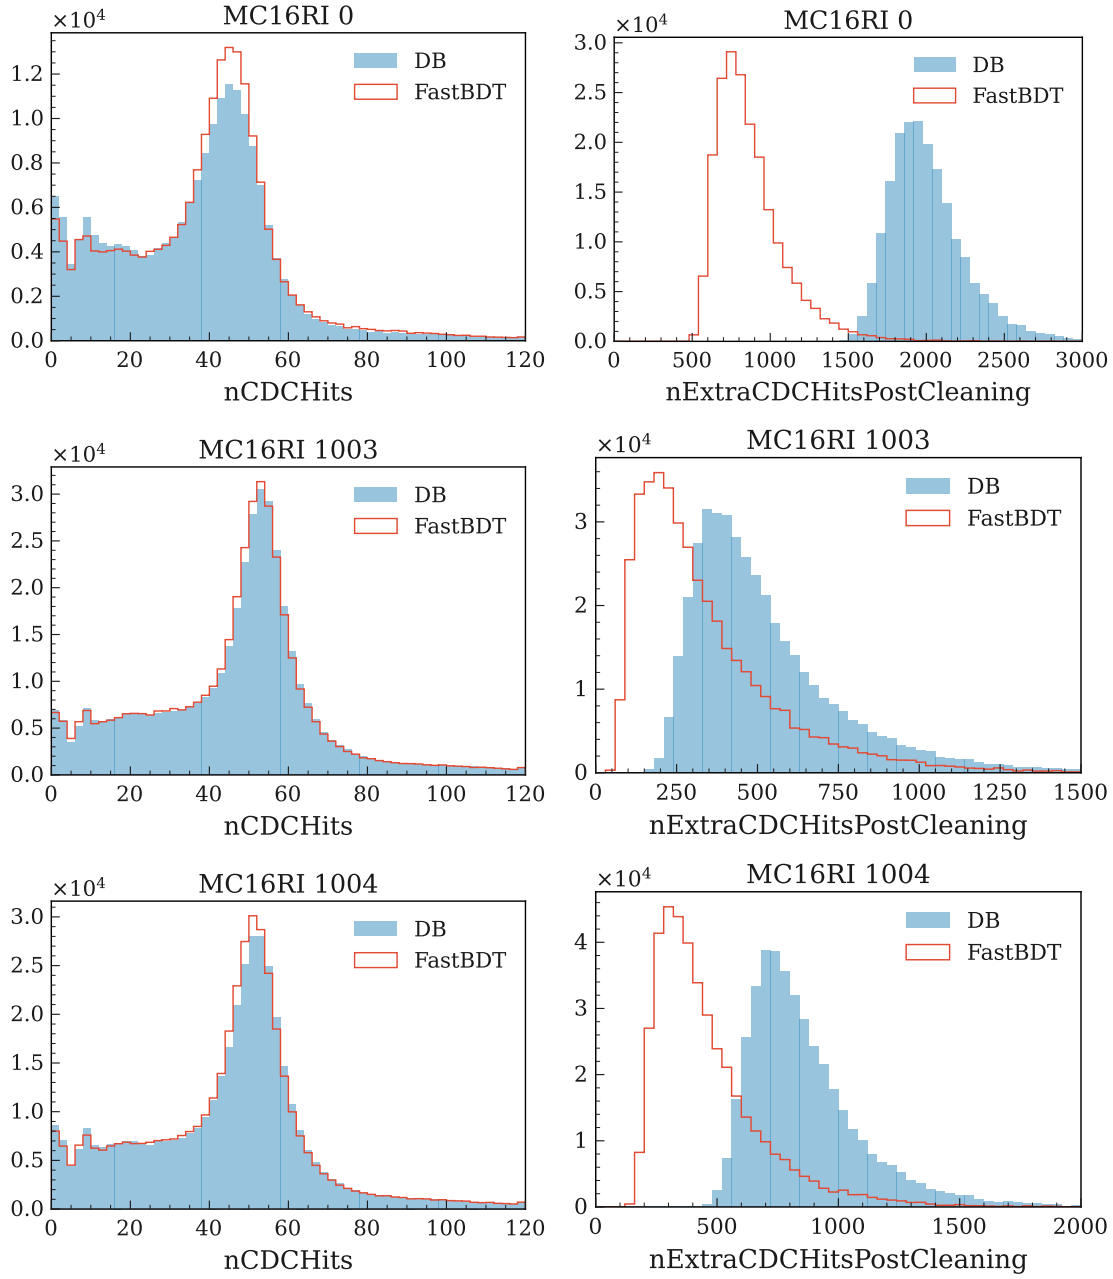 MC16RI 0
×10⁴
DB
FastBDT
1.2
1.0
0.8
0.6
0.4
0.2
0.0
0 20 40 60 80 100 120
nCDCHits
MC16RI 0
×10⁴
DB
FastBDT
3.0
2.5
2.0
1.5
1.0
0.5
0.0
0 500 1000 1500 2000 2500 3000
nExtraCDCHitsPostCleaning
MC16RI 1003
×10⁴
DB
FastBDT
3.0
2.5
2.0
1.5
1.0
0.5
0.0
0 20 40 60 80 100 120
nCDCHits
MC16RI 1003
×10⁴
DB
FastBDT
3
2
1
0
0 250 500 750 1000 1250 1500
nExtraCDCHitsPostCleaning
MC16RI 1004
×10⁴
DB
FastBDT
3.0
2.5
2.0
1.5
1.0
0.5
0.0
0 20 40 60 80 100 120
nCDCHits
MC16RI 1004
×10⁴
DB
FastBDT
4
3
2
1
0
0 500 1000 1500 2000
nExtraCDCHitsPostCleaning